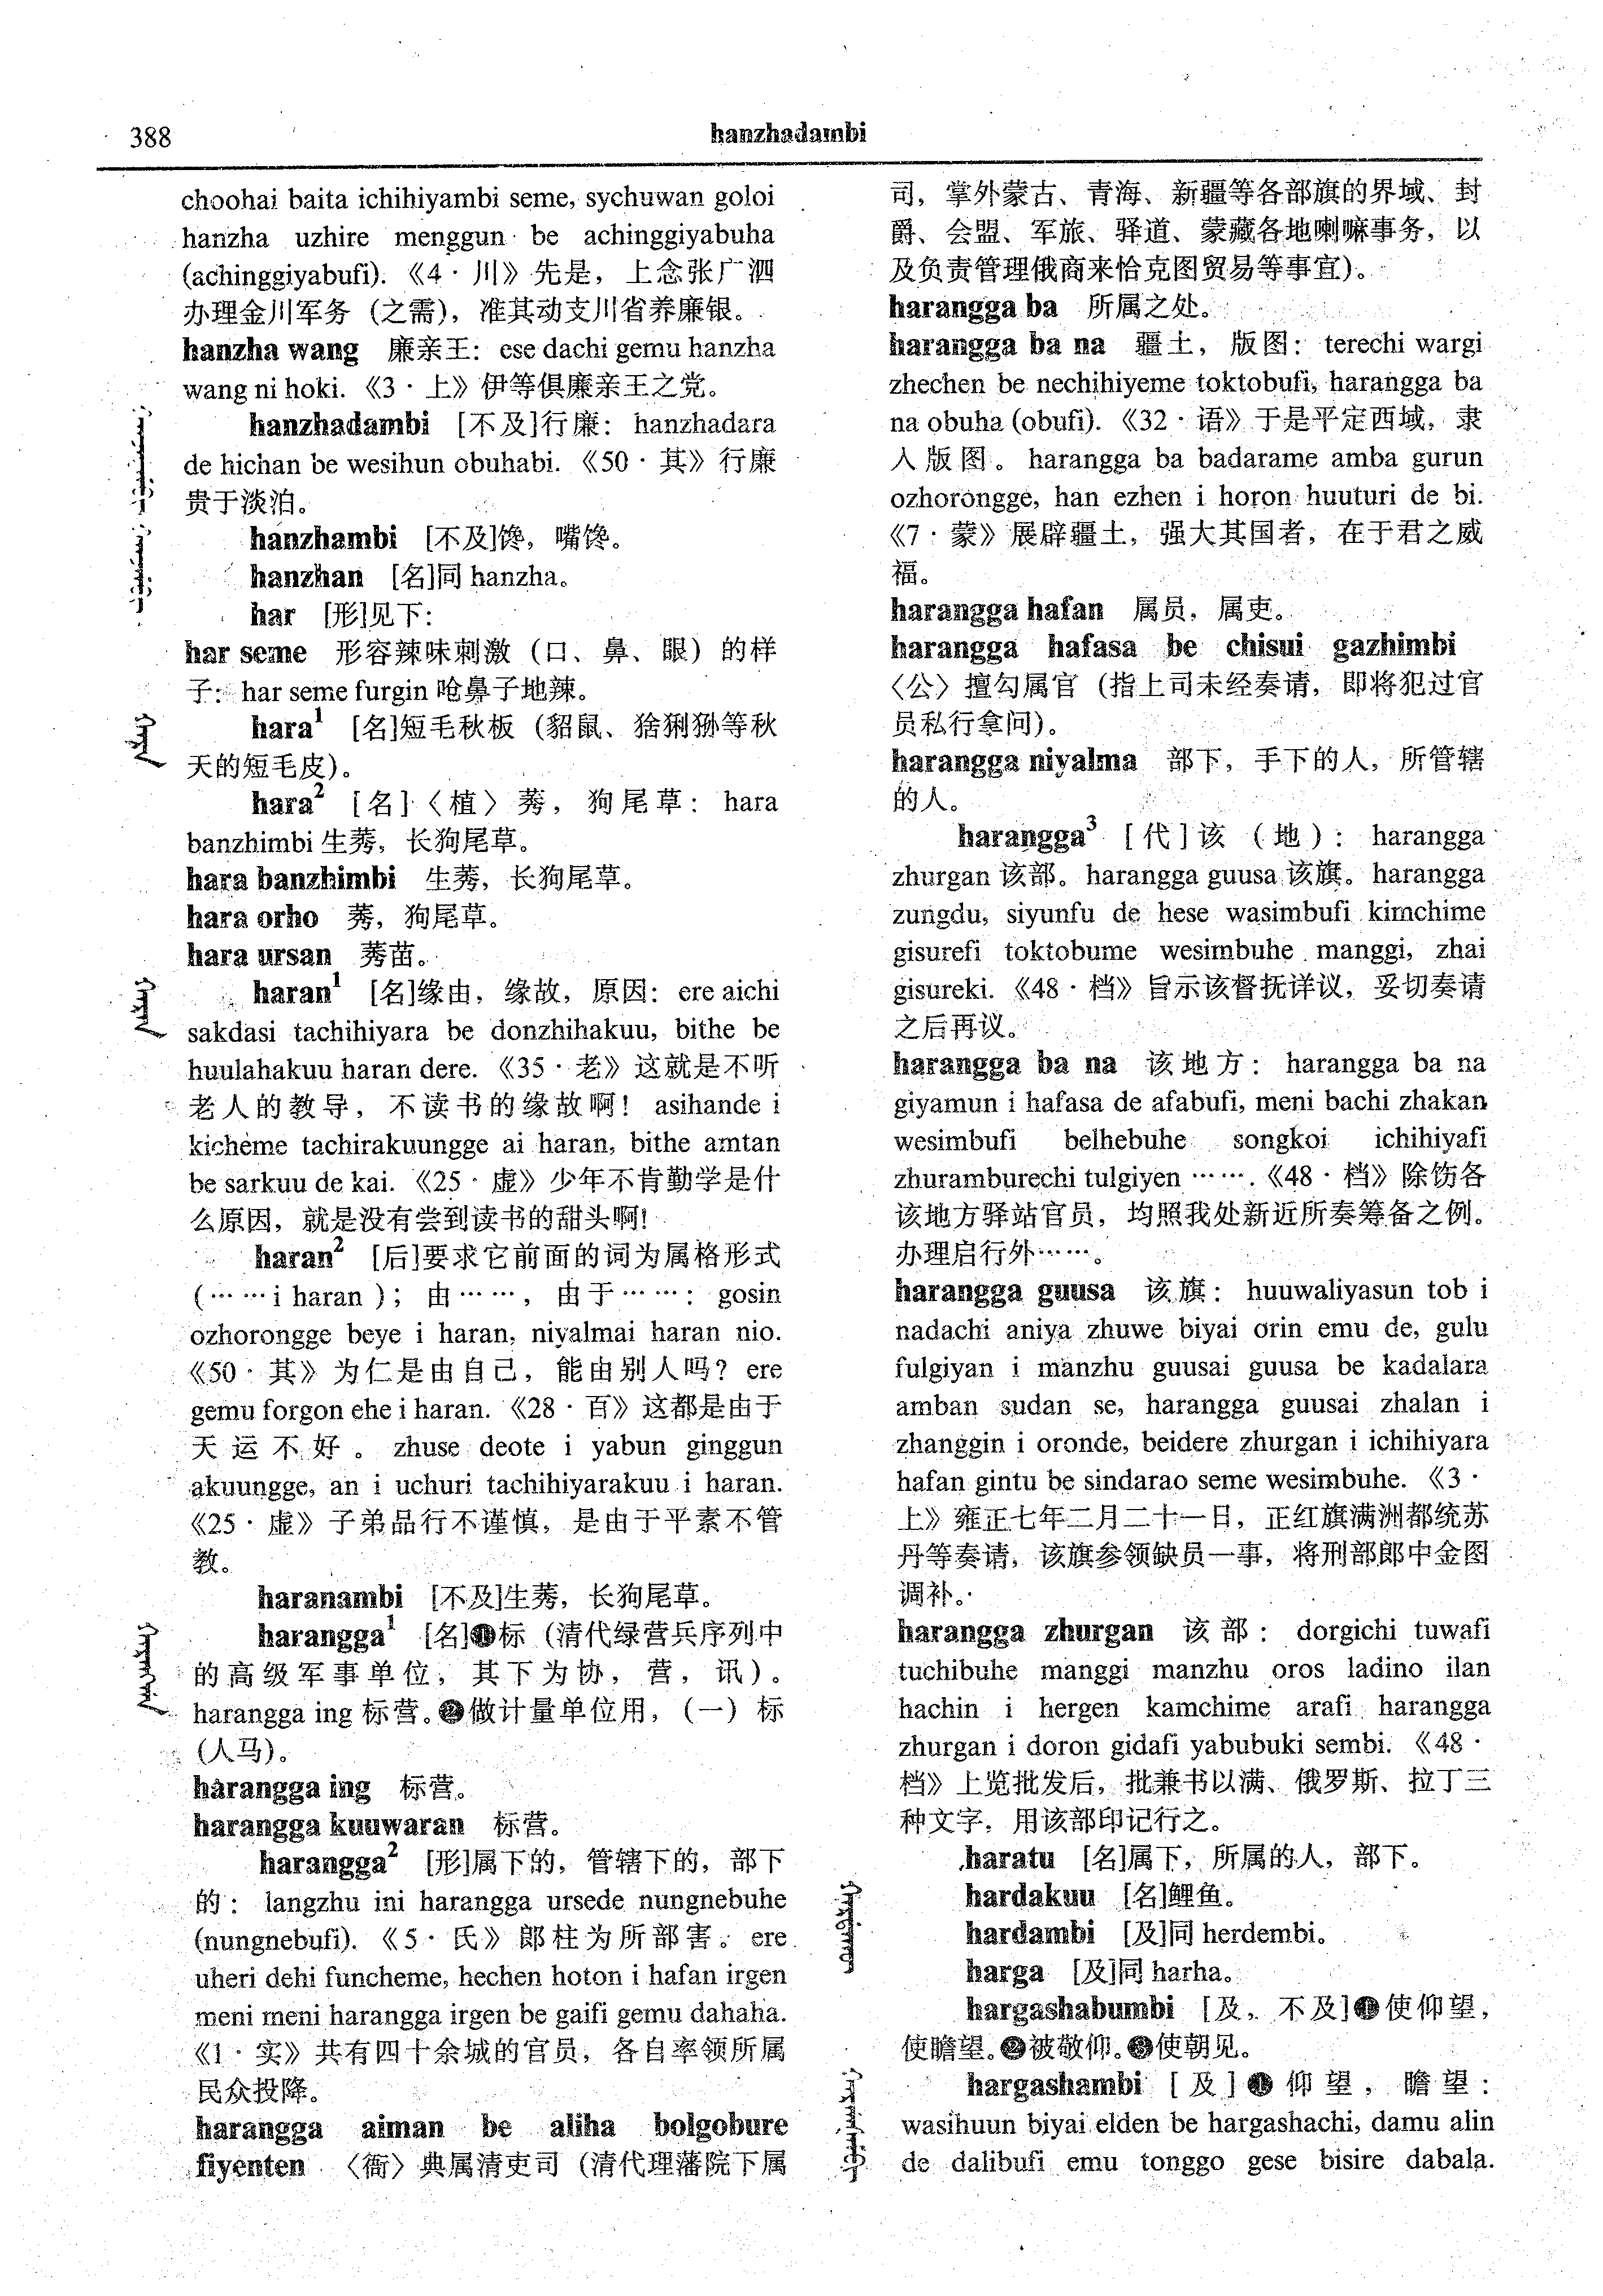 388
hanzhadambi
choohai baita ichihiyambi seme, sychuwan goloi
hanzha uzhire menggun be achinggiyabuha
(achinggiyabufi).《4·川》先是，上念张广泗
办理金川军务（之需），准其动支川省养廉银。
hanzha wang 廉亲王：ese dachi gemu hanzha
wang ni hoki.《3·上》伊等俱廉亲王之党。
hanzhadambi [不及]行廉：hanzhadara
de hichan be wesihun obuhabi.《50·其》行廉
贵于淡泊。
hanzhambi [不及]馋，嘴馋。
hanzhan [名]同 hanzha。
har [形]见下：
har seme 形容辣味刺激（口、鼻、眼）的样
子：har seme furgin 呛鼻子地辣。
hara¹ [名]短毛秋板（貂鼠、猞猁狲等秋
天的短毛皮）。
hara² [名]〈植〉莠，狗尾草：hara
banzhimbi 生莠，长狗尾草。
hara banzhimbi 生莠，长狗尾草。
hara orho 莠，狗尾草。
hara ursan 莠苗。
haran¹ [名]缘由，缘故，原因：ere aichi
sakdasi tachihiyara be donzhihakuu, bithe be
huulahakuu haran dere.《35·老》这就是不听
老人的教导，不读书的缘故啊！asihande i
kicheme tachirakuungge ai haran, bithe amtan
be sarkuu de kai.《25·虚》少年不肯勤学是什
么原因，就是没有尝到读书的甜头啊！
haran² [后]要求它前面的词为属格形式
(⋯⋯i haran)；由⋯⋯，由于⋯⋯：gosin
ozhorongge beye i haran, niyalmai haran nio.
《50·其》为仁是由自己，能由别人吗？ere
gemu forgon ehe i haran.《28·百》这都是由于
天运不好。zhuse deote i yabun ginggun
akuungge, an i uchuri tachihiyarakuu i haran.
《25·虚》子弟品行不谨慎，是由于平素不管
教。
haranambi [不及]生莠，长狗尾草。
harangga¹ [名]❶标（清代绿营兵序列中
的高级军事单位，其下为协，营，讯）。
harangga ing 标营。❷做计量单位用，（一）标
（人马）。
harangga ing 标营。
harangga kuuwaran 标营。
harangga² [形]属下的，管辖下的，部下
的：langzhu ini harangga ursede nungnebuhe
(nungnebufi).《5·氏》郎柱为所部害。ere
uheri dehi funcheme, hechen hoton i hafan irgen
meni meni harangga irgen be gaifi gemu dahaha.
《1·实》共有四十余城的官员，各自率领所属
民众投降。
harangga aiman be aliha bolgobure
fiyenten 〈衙〉典属清吏司（清代理藩院下属
司，掌外蒙古、青海、新疆等各部旗的界域、封
爵、会盟、军旅、驿道、蒙藏各地喇嘛事务，以
及负责管理俄商来恰克图贸易等事宜）。
harangga ba 所属之处。
harangga ba na 疆土，版图：terechi wargi
zhechen be nechihiyeme toktobufi, harangga ba
na obuha (obufi).《32·语》于是平定西域，隶
人版图。harangga ba badarame amba gurun
ozhorongge, han ezhen i horon huuturi de bi.
《7·蒙》展辟疆土，强大其国者，在于君之威
福。
harangga hafan 属员，属吏。
harangga hafasa be chisui gazhimbi
〈公〉擅勾属官（指上司未经奏请，即将犯过官
员私行拿问）。
harangga niyalma 部下，手下的人，所管辖
的人。
harangga³ [代]该（地）：harangga
zhurgan 该部。harangga guusa 该旗。harangga
zungdu, siyunfu de hese wasimbufi kimchime
gisurefi toktobume wesimbuhe manggi, zhai
gisureki.《48·档》旨示该督抚详议，妥切奏请
之后再议。
harangga ba na 该地方：harangga ba na
giyamun i hafasa de afabufi, meni bachi zhakan
wesimbufi belhebuhe songkoi ichihiyafi
zhuramburechi tulgiyen ⋯⋯.《48·档》除饬各
该地方驿站官员，均照我处新近所奏筹备之例。
办理启行外⋯⋯。
harangga guusa 该旗：huuwaliyasun tob i
nadachi aniya zhuwe biyai orin emu de, gulu
fulgiyan i manzhu guusai guusa be kadalara
amban sudan se, harangga guusai zhalan i
zhanggin i oronde, beidere zhurgan i ichihiyara
hafan gintu be sindarao seme wesimbuhe.《3·
上》雍正七年二月二十一日，正红旗满洲都统苏
丹等奏请，该旗参领缺员一事，将刑部郎中金图
调补。
harangga zhurgan 该部：dorgichi tuwafi
tuchibuhe manggi manzhu oros ladino ilan
hachin i hergen kamchime arafi harangga
zhurgan i doron gidafi yabubuki sembi.《48·
档》上览批发后，批兼书以满、俄罗斯、拉丁三
种文字，用该部印记行之。
haratu [名]属下，所属的人，部下。
hardakuu [名]鲤鱼。
hardambi [及]同 herdembi。
harga [及]同 harha。
hargashabumbi [及，不及]❶使仰望，
使瞻望。❷被敬仰。❸使朝见。
hargashambi [及]❶仰望，瞻望：
wasihuun biyai elden be hargashachi, damu alin
de dalibufi emu tonggo gese bisire dabala.